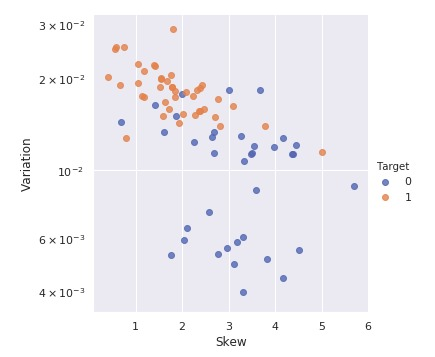 3 × 10⁻²
2 × 10⁻²
10⁻²
6 × 10⁻³
4 × 10⁻³
Variation
1 2 3 4 5 6
Skew
Target
0
1